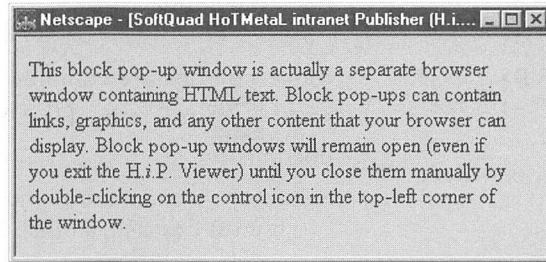 Netscape - [SoftQuad HoTMetaL intranet Publisher (H.i....
This block pop-up window is actually a separate browser
window containing HTML text. Block pop-ups can contain
links, graphics, and any other content that your browser can
display. Block pop-up windows will remain open (even if
you exit the H.i.P. Viewer) until you close them manually by
double-clicking on the control icon in the top-left corner of
the window.